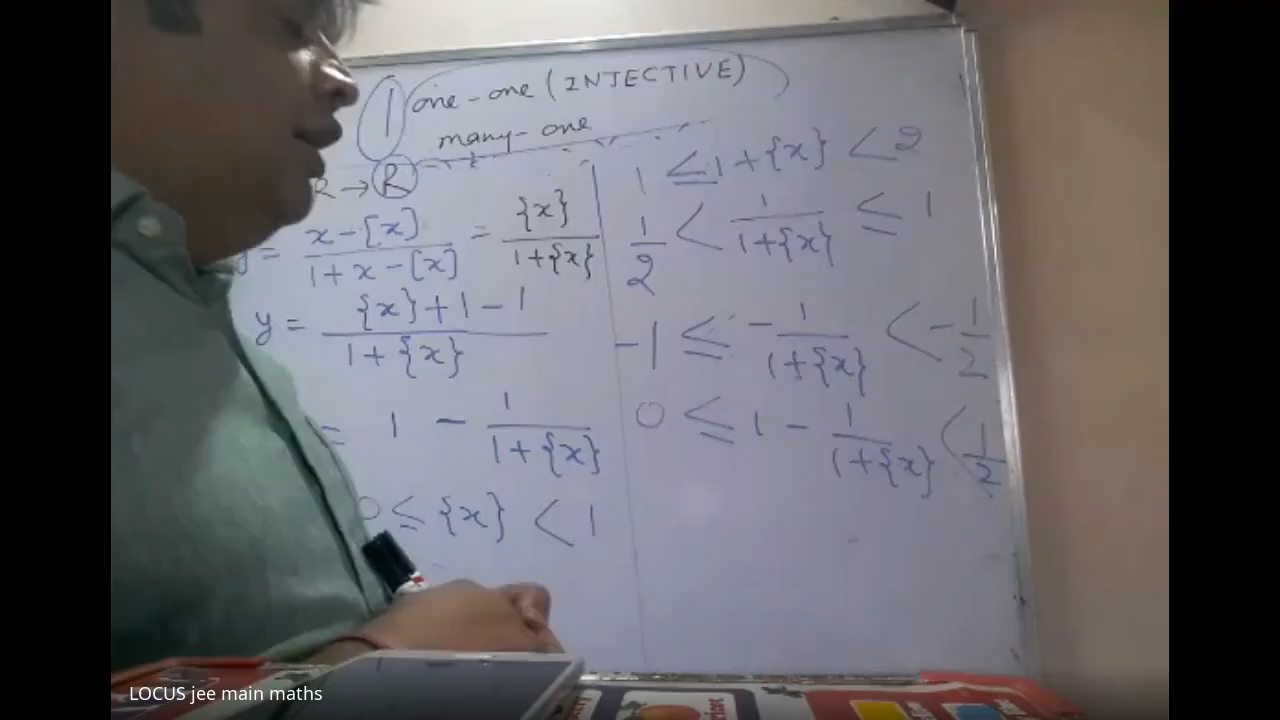 1 one-one (INJECTIVE)
many-one
R → R
y = x-[x] / 1+x-[x] = {x} / 1+{x}
y = {x}+1-1 / 1+{x}
= 1 - 1 / 1+{x}
0 ≤ {x} < 1
1 ≤ 1+{x} < 2
1/2 < 1 / 1+{x} ≤ 1
-1 ≤ - 1 / 1+{x} < - 1/2
0 ≤ 1 - 1 / 1+{x} < 1/2
LOCUS jee main maths